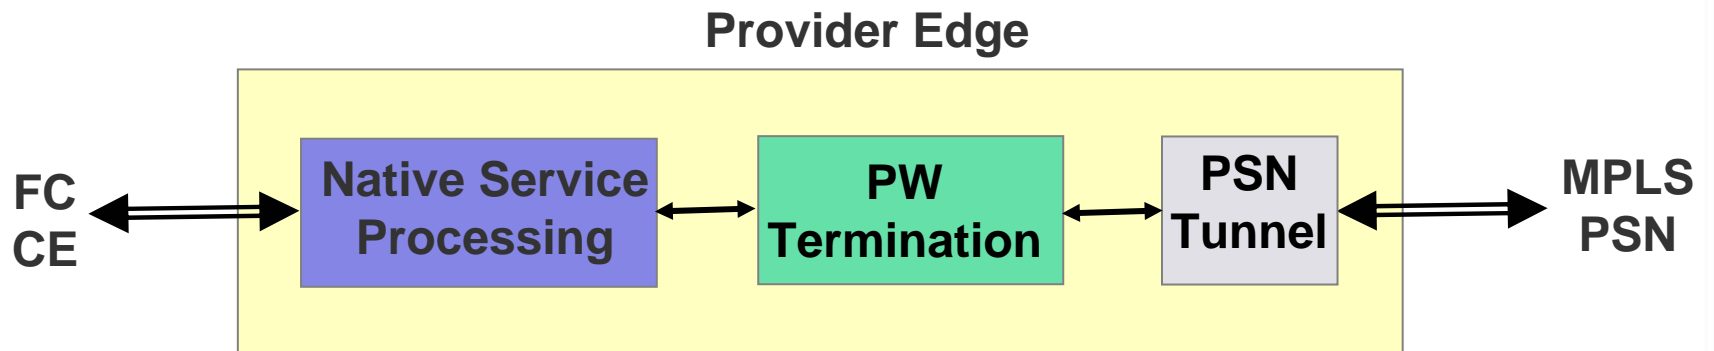 Provider Edge
FC
CE
Native Service
Processing
PW
Termination
PSN
Tunnel
MPLS
PSN